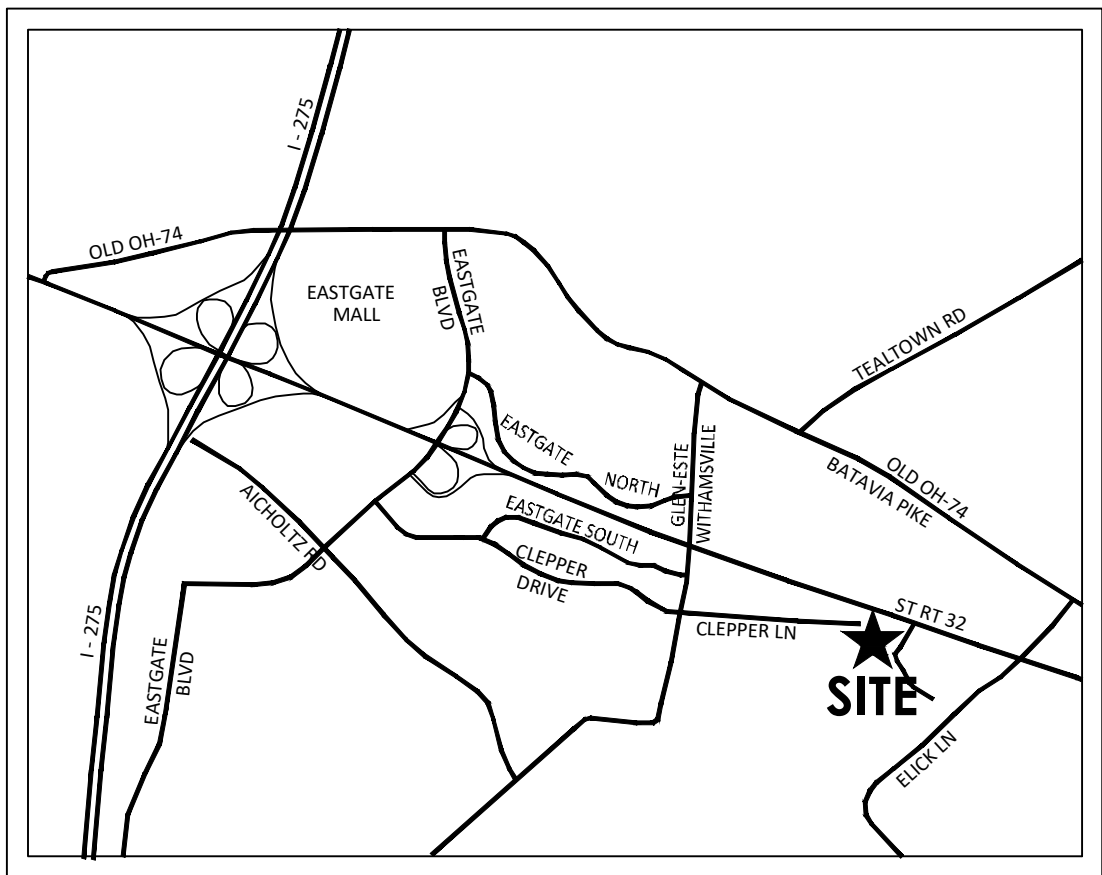 I - 275
OLD OH-74
EASTGATE
BLVD
EASTGATE
MALL
TEALTOWN RD
EASTGATE
NORTH
GLEN-ESTE
WITHAMSVILLE
OLD OH-74
BATAVIA PIKE
AICHOLTZ RD
EASTGATE SOUTH
CLEPPER
DRIVE
I - 275
EASTGATE
BLVD
CLEPPER LN
ST RT 32
SITE
ELICK LN